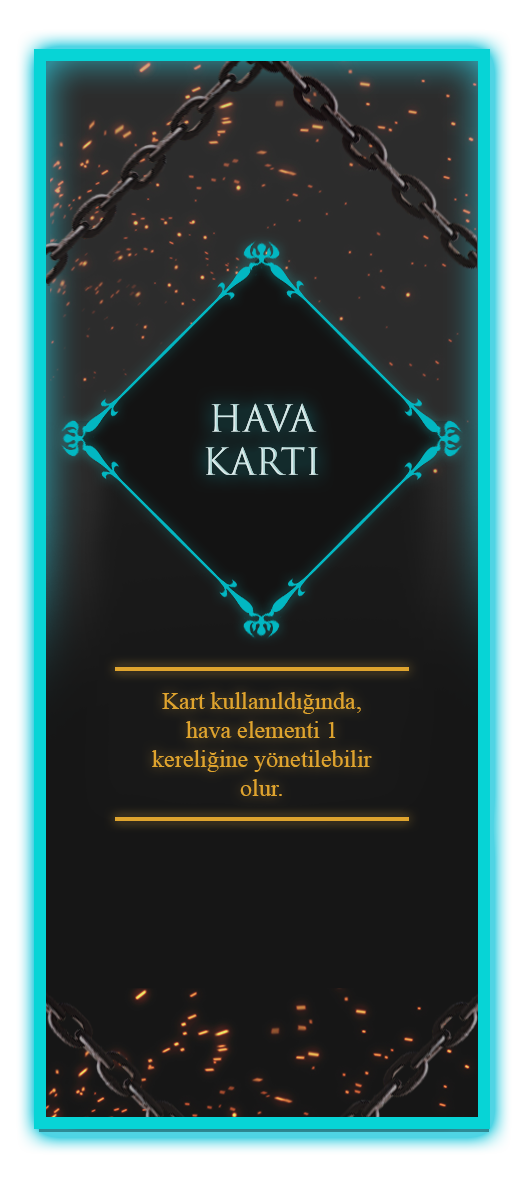 HAVA
KARTI
Kart kullanıldığında,
hava elementi 1
kereliğine yönetilebilir
olur.